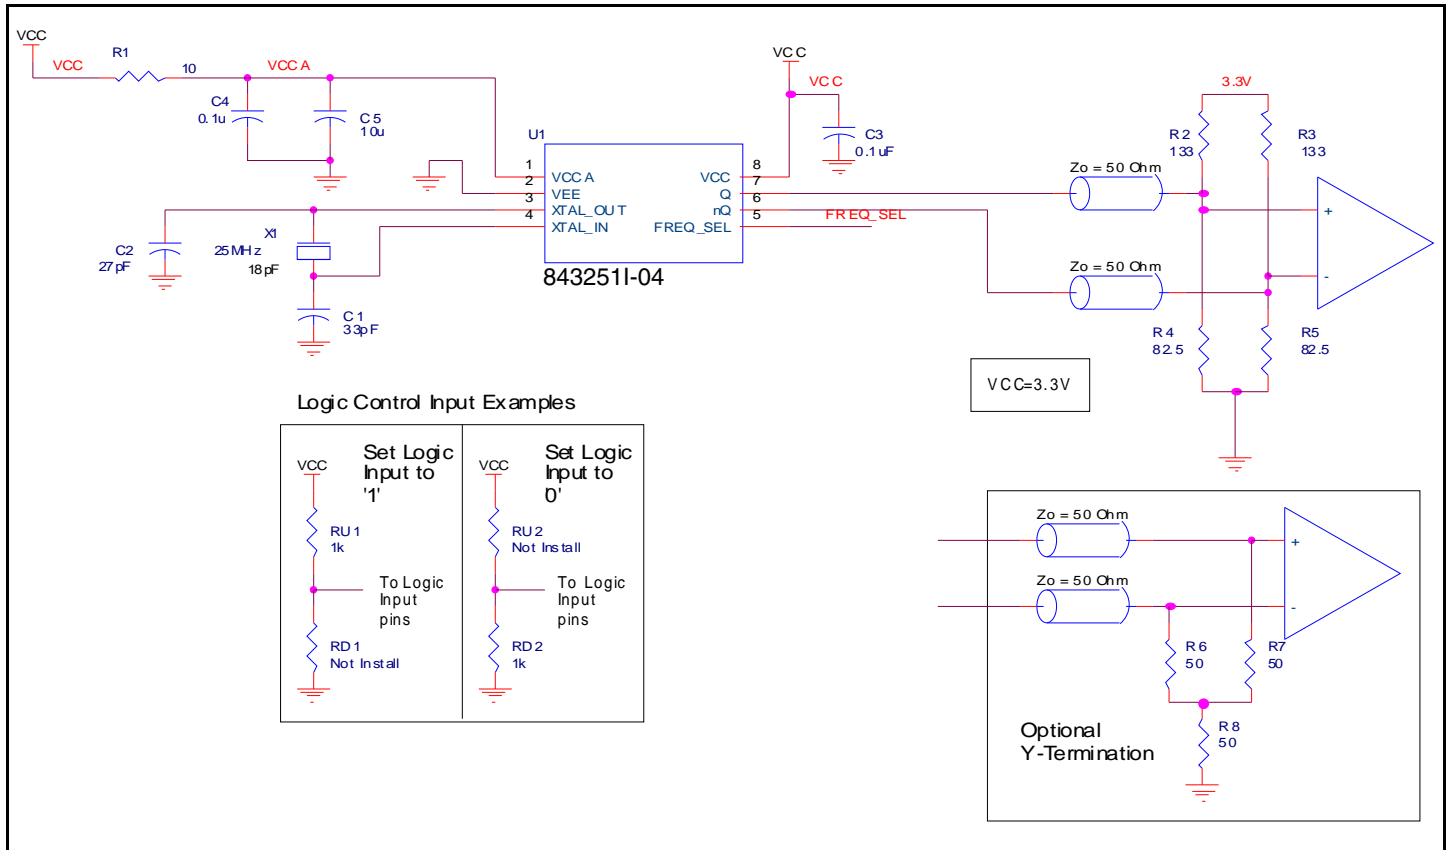 VCC
VCC
R1
10
VCCA
C4
0.1u
C5
10u
U1
1
2
3
4
VCCA
VEE
XTAL_OUT
XTAL_IN
VCC
Q
nQ
FREQ_SEL
8
7
6
5
843251I-04
VCC
VCC
C3
0.1uF
FREQ_SEL
C2
27pF
X1
25MHz
18pF
C1
33pF
Zo = 50 Ohm
Zo = 50 Ohm
3.3V
R2
133
R3
133
+
-
R4
82.5
R5
82.5
VCC=3.3V
Logic Control Input Examples
Set Logic
Input to
'1'
VCC
RU1
1k
To Logic
Input
pins
RD1
Not Install
Set Logic
Input to
'0'
VCC
RU2
Not Install
To Logic
Input
pins
RD2
1k
Zo = 50 Ohm
Zo = 50 Ohm
+
-
R6
50
R7
50
R8
50
Optional
Y-Termination